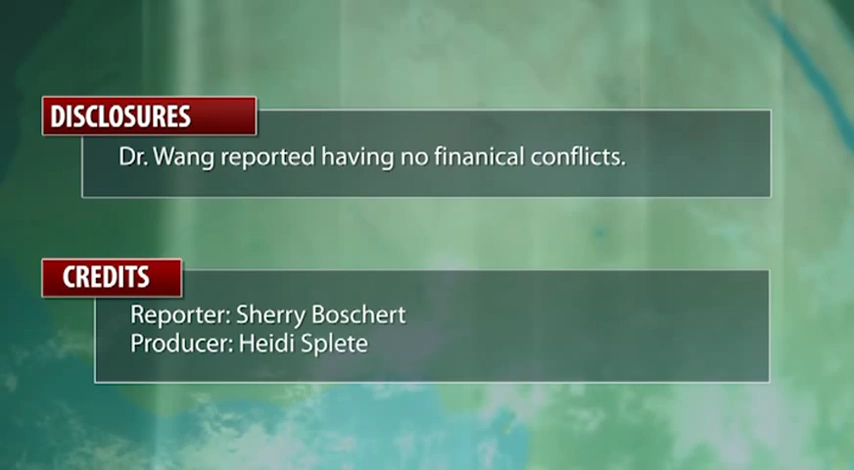 DISCLOSURES
Dr. Wang reported having no finanical conflicts.
CREDITS
Reporter: Sherry Boschert
Producer: Heidi Splete